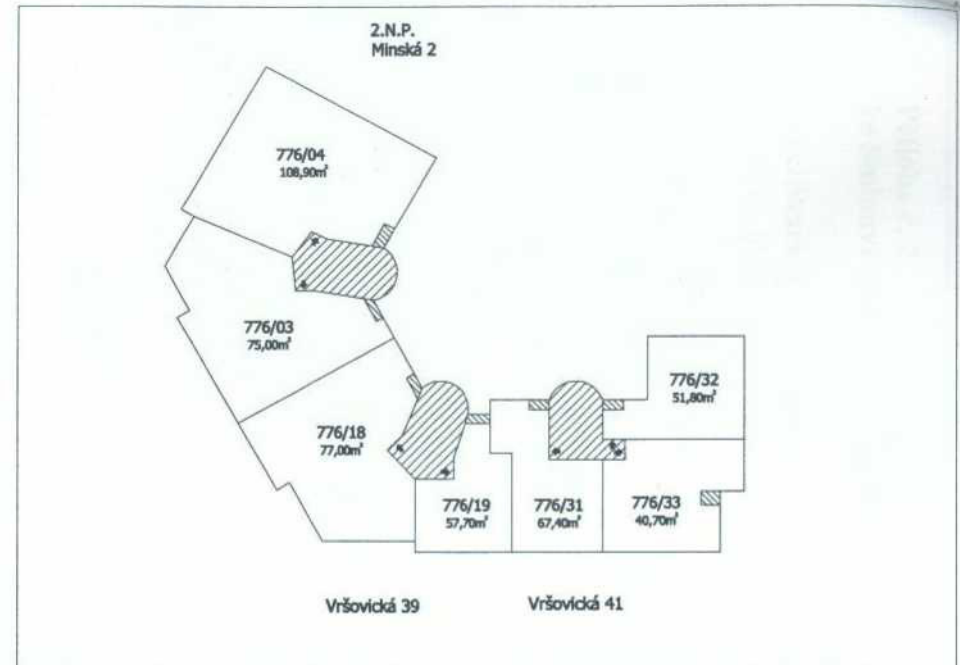 2.N.P.
Minská 2
776/04
108,90m²
776/03
75,00m²
776/18
77,00m²
776/19
57,70m²
776/31
67,40m²
776/32
51,80m²
776/33
40,70m²
Vršovická 39
Vršovická 41